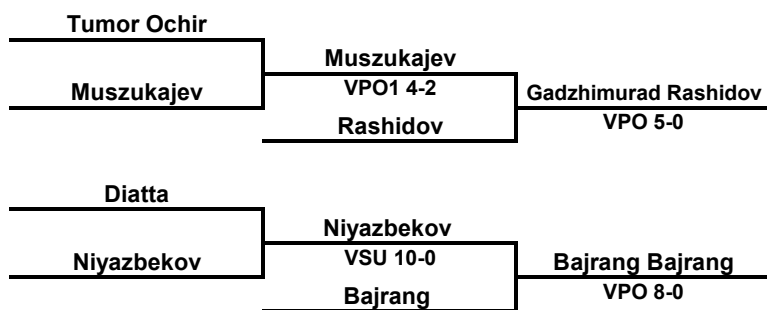 Tumor Ochir
Muszukajev
Muszukajev
VPO1 4-2
Rashidov
Gadzhimurad Rashidov
VPO 5-0
Diatta
Niyazbekov
Niyazbekov
VSU 10-0
Bajrang
Bajrang Bajrang
VPO 8-0